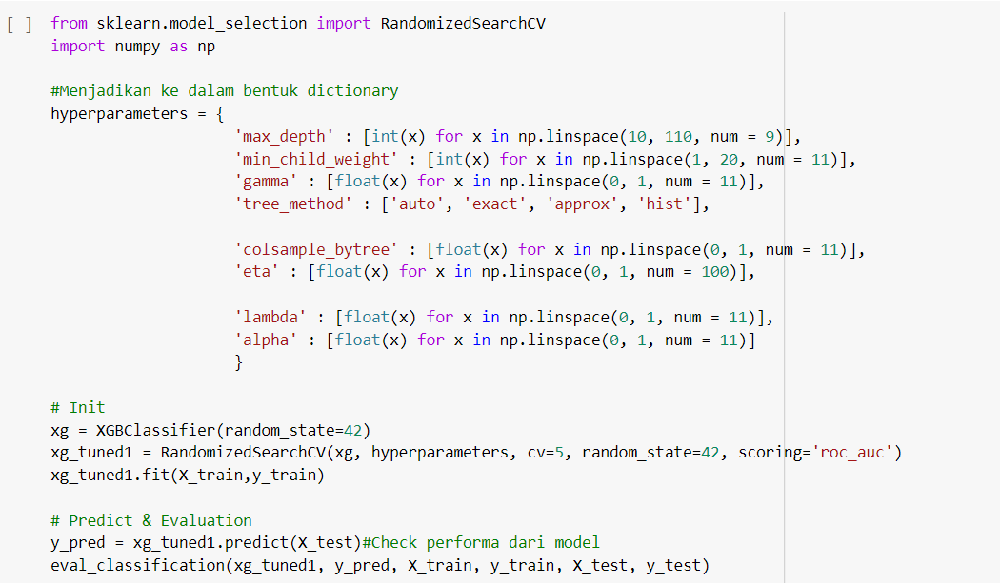 [ ] from sklearn.model_selection import RandomizedSearchCV
import numpy as np
#Menjadikan ke dalam bentuk dictionary
hyperparameters = {
'max_depth' : [int(x) for x in np.linspace(10, 110, num = 9)],
'min_child_weight' : [int(x) for x in np.linspace(1, 20, num = 11)],
'gamma' : [float(x) for x in np.linspace(0, 1, num = 11)],
'tree_method' : ['auto', 'exact', 'approx', 'hist'],
'colsample_bytree' : [float(x) for x in np.linspace(0, 1, num = 11)],
'eta' : [float(x) for x in np.linspace(0, 1, num = 100)],
'lambda' : [float(x) for x in np.linspace(0, 1, num = 11)],
'alpha' : [float(x) for x in np.linspace(0, 1, num = 11)]
}
# Init
xg = XGBClassifier(random_state=42)
xg_tuned1 = RandomizedSearchCV(xg, hyperparameters, cv=5, random_state=42, scoring='roc_auc')
xg_tuned1.fit(X_train,y_train)
# Predict & Evaluation
y_pred = xg_tuned1.predict(X_test)#Check performa dari model
eval_classification(xg_tuned1, y_pred, X_train, y_train, X_test, y_test)